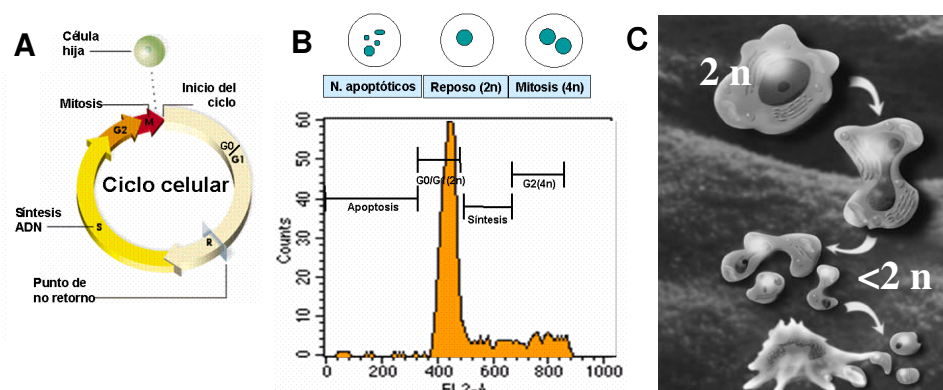 A
Célula
hija
Mitosis
Inicio del
ciclo
G2
M
G0
G1
Ciclo celular
Síntesis
ADN
S
R
Punto de
no retorno
B
N. apoptóticos
Reposo (2n)
Mitosis (4n)
60
50
40
30
20
10
0
Counts
G0/G1(2n)
G2(4n)
Apoptosis
Síntesis
0
200
400
600
800
1000
FL2-A
C
2 n
<2 n